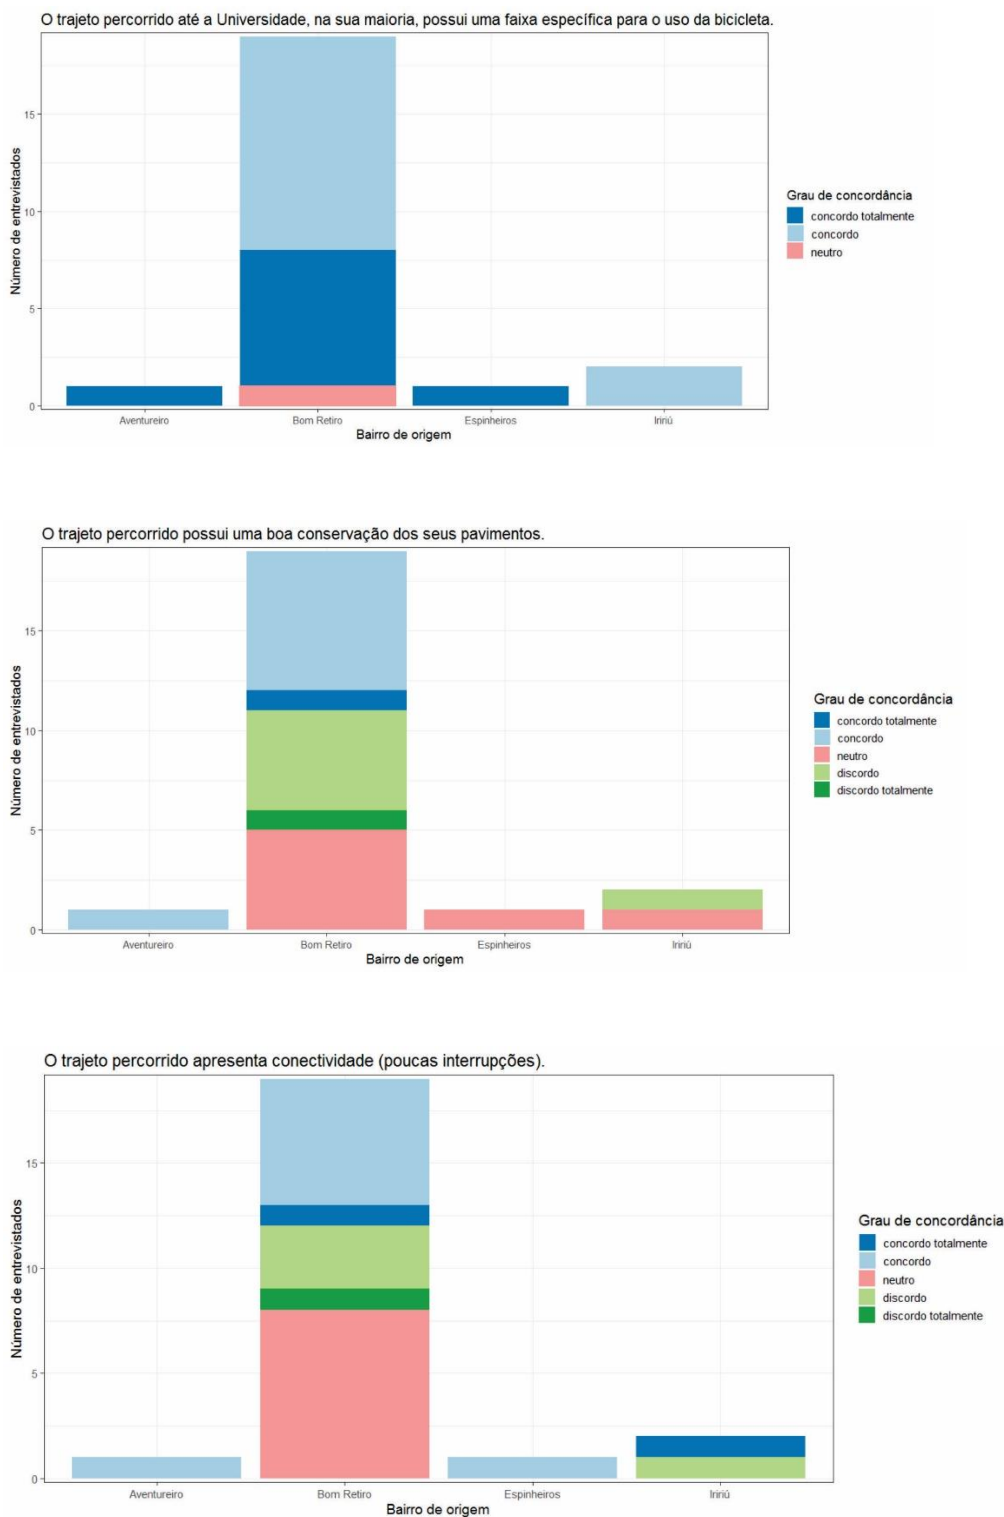 O trajeto percorrido até a Universidade, na sua maioria, possui uma faixa específica para o uso da bicicleta.
Número de entrevistados
15
10
5
0
Aventureiro
Bom Retiro
Espinheiros
Iririú
Bairro de origem
Grau de concordância
concordo totalmente
concordo
neutro
O trajeto percorrido possui uma boa conservação dos seus pavimentos.
Número de entrevistados
15
10
5
0
Aventureiro
Bom Retiro
Espinheiros
Iririú
Bairro de origem
Grau de concordância
concordo totalmente
concordo
neutro
discordo
discordo totalmente
O trajeto percorrido apresenta conectividade (poucas interrupções).
Número de entrevistados
15
10
5
0
Aventureiro
Bom Retiro
Espinheiros
Iririú
Bairro de origem
Grau de concordância
concordo totalmente
concordo
neutro
discordo
discordo totalmente